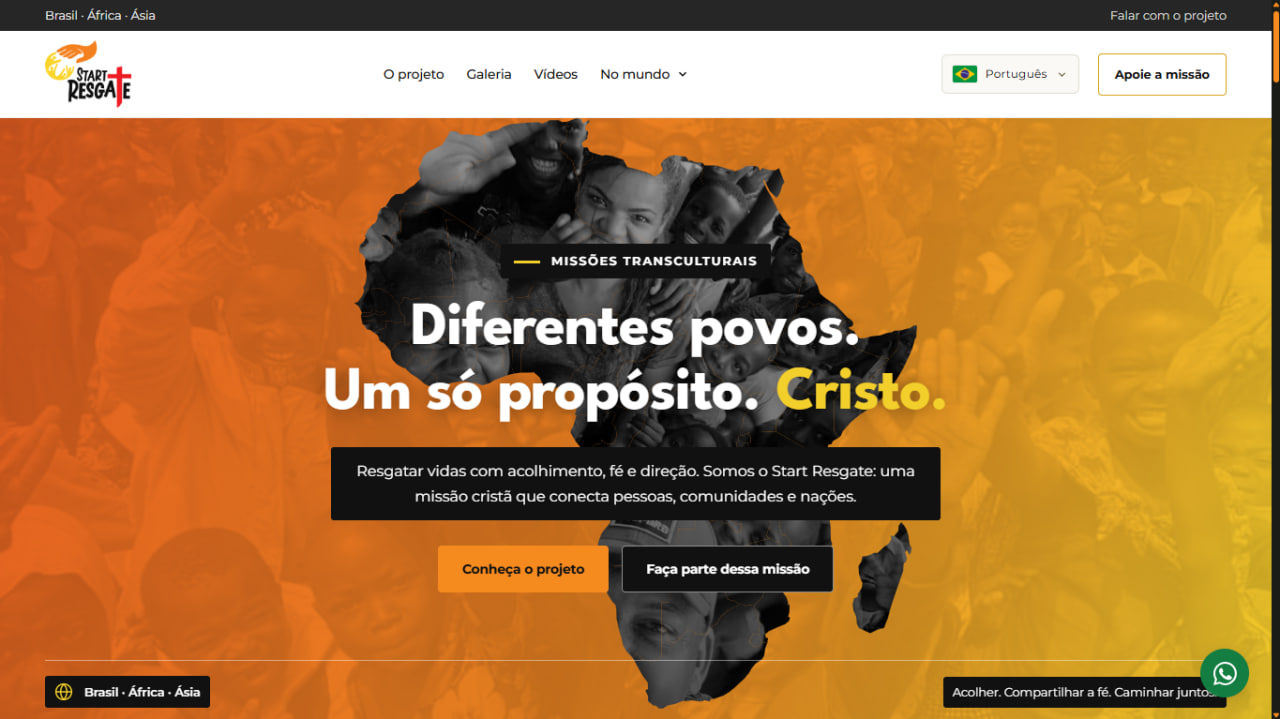 Brasil · África · Ásia
Falar com o projeto
START
RESGATE
O projeto
Galeria
Vídeos
No mundo
Português
Apoie a missão
MISSÕES TRANSCULTURAIS
Diferentes povos.
Um só propósito. Cristo.
Resgatar vidas com acolhimento, fé e direção. Somos o Start Resgate: uma
missão cristã que conecta pessoas, comunidades e nações.
Conheça o projeto
Faça parte dessa missão
Brasil · África · Ásia
Acolher. Compartilhar a fé. Caminhar juntos.